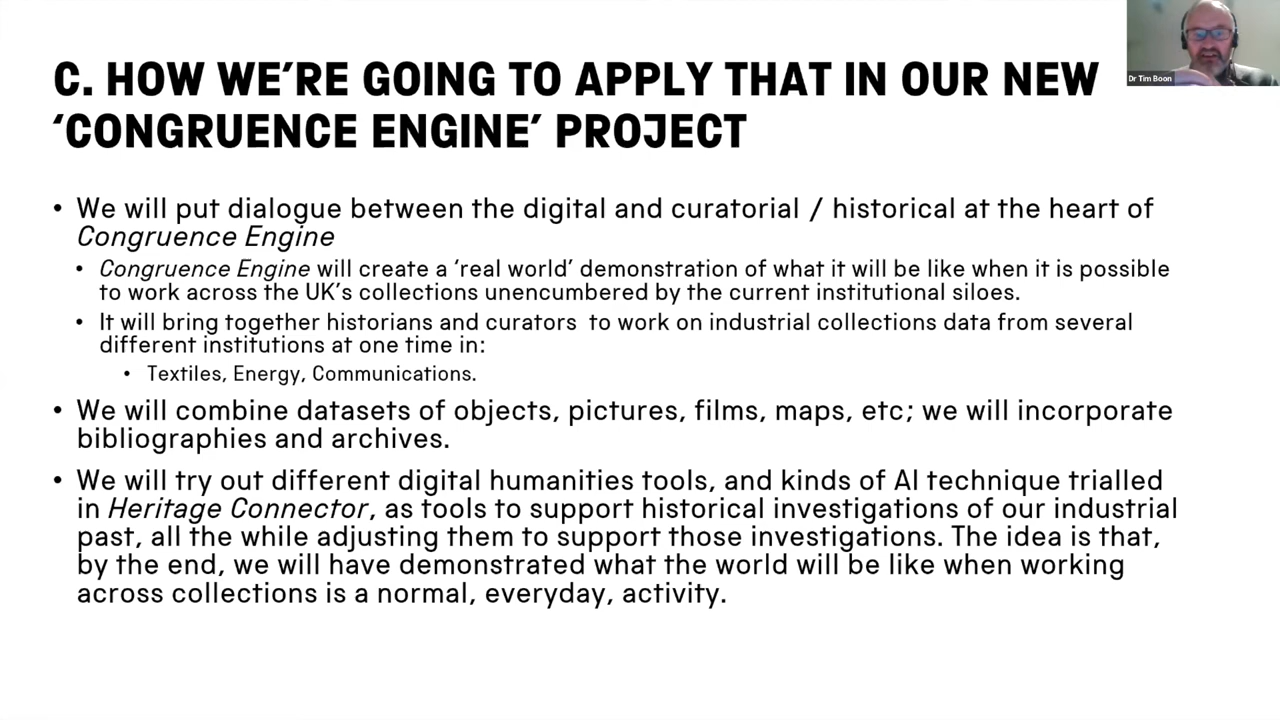 C. HOW WE'RE GOING TO APPLY THAT IN OUR NEW
'CONGRUENCE ENGINE' PROJECT
• We will put dialogue between the digital and curatorial / historical at the heart of
Congruence Engine
• Congruence Engine will create a 'real world' demonstration of what it will be like when it is possible
to work across the UK's collections unencumbered by the current institutional siloes.
• It will bring together historians and curators to work on industrial collections data from several
different institutions at one time in:
• Textiles, Energy, Communications.
• We will combine datasets of objects, pictures, films, maps, etc; we will incorporate
bibliographies and archives.
• We will try out different digital humanities tools, and kinds of AI technique trialled
in Heritage Connector, as tools to support historical investigations of our industrial
past, all the while adjusting them to support those investigations. The idea is that,
by the end, we will have demonstrated what the world will be like when working
across collections is a normal, everyday, activity.
Dr Tim Boon